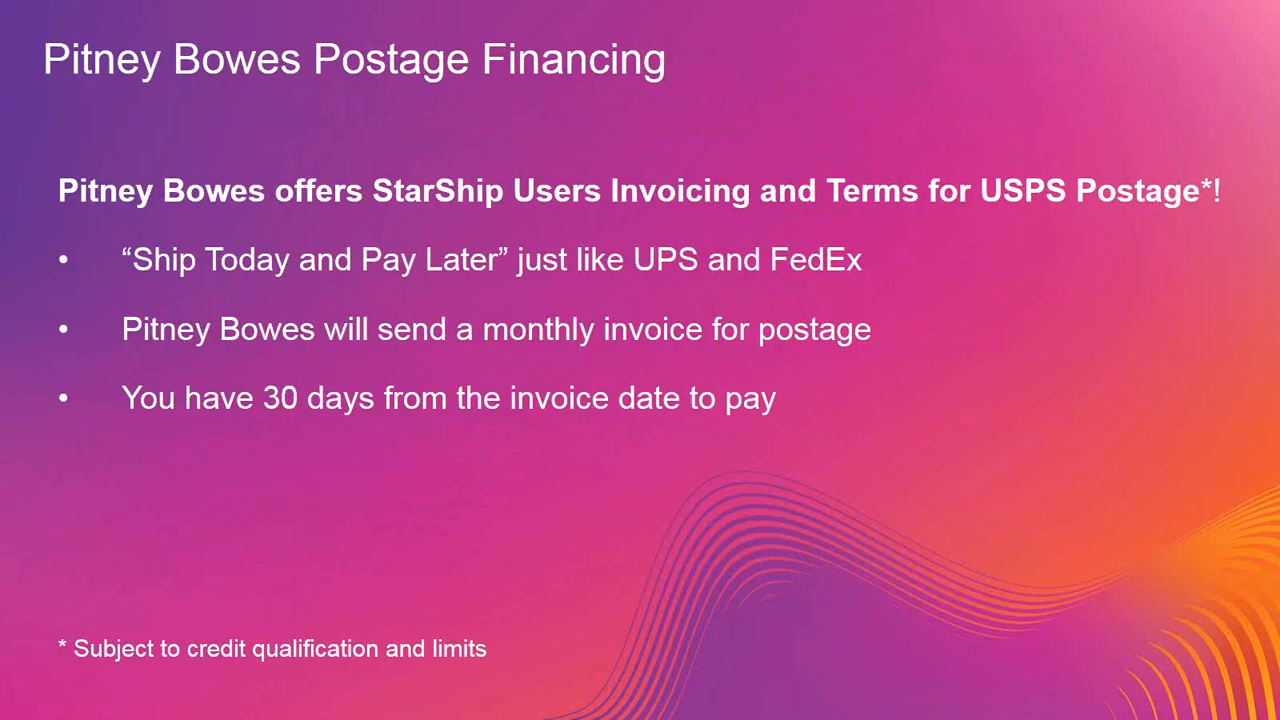 Pitney Bowes Postage Financing
Pitney Bowes offers StarShip Users Invoicing and Terms for USPS Postage*!
• “Ship Today and Pay Later” just like UPS and FedEx
• Pitney Bowes will send a monthly invoice for postage
• You have 30 days from the invoice date to pay
* Subject to credit qualification and limits